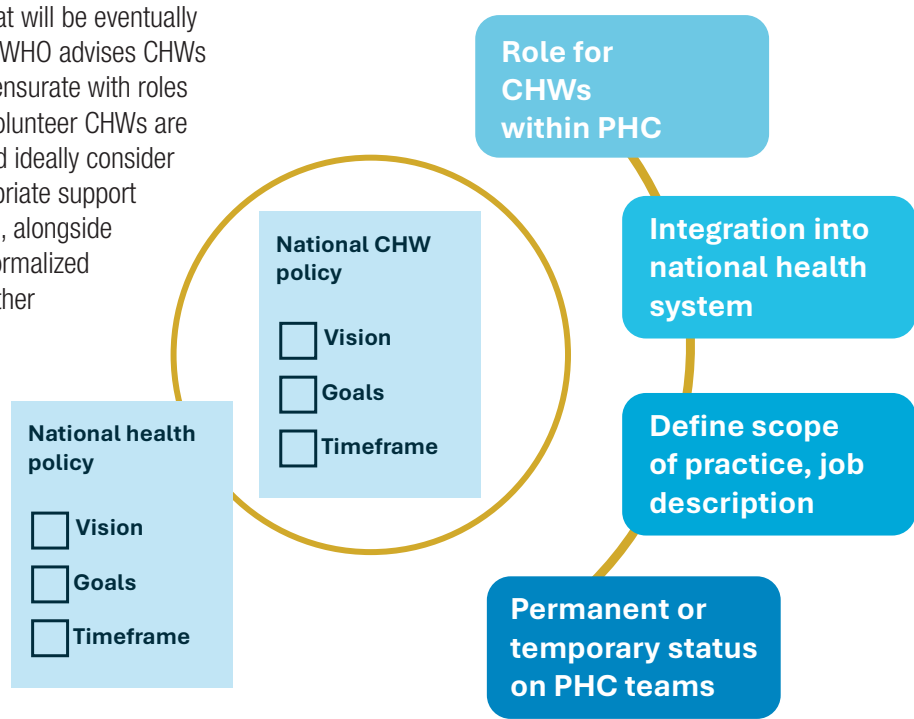 at will be eventually
WHO advises CHWs
ensurate with roles
olunteer CHWs are
d ideally consider
priate support
, alongside
ormalized
ther
Role for
CHWs
within PHC
Integration into
national health
system
Define scope
of practice, job
description
Permanent or
temporary status
on PHC teams
National CHW
policy
Vision
Goals
Timeframe
National health
policy
Vision
Goals
Timeframe